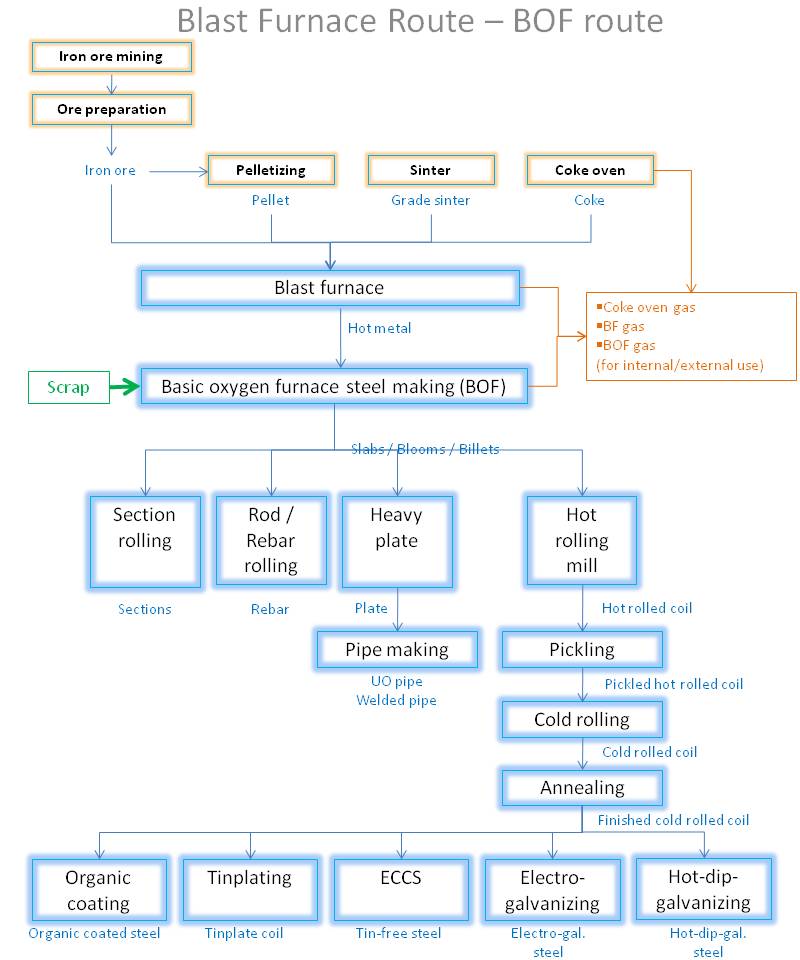 Blast Furnace Route – BOF route
Iron ore mining
Ore preparation
Iron ore
Pelletizing
Sinter
Coke oven
Pellet
Grade sinter
Coke
Blast furnace
Hot metal
▪Coke oven gas
▪BF gas
▪BOF gas
(for internal/external use)
Scrap
Basic oxygen furnace steel making (BOF)
Slabs / Blooms / Billets
Section
rolling
Rod /
Rebar
rolling
Heavy
plate
Hot
rolling
mill
Sections
Rebar
Plate
Hot rolled coil
Pipe making
Pickling
UO pipe
Welded pipe
Pickled hot rolled coil
Cold rolling
Cold rolled coil
Annealing
Finished cold rolled coil
Organic
coating
Tinplating
ECCS
Electro-
galvanizing
Hot-dip-
galvanizing
Organic coated steel
Tinplate coil
Tin-free steel
Electro-gal.
steel
Hot-dip-gal.
steel